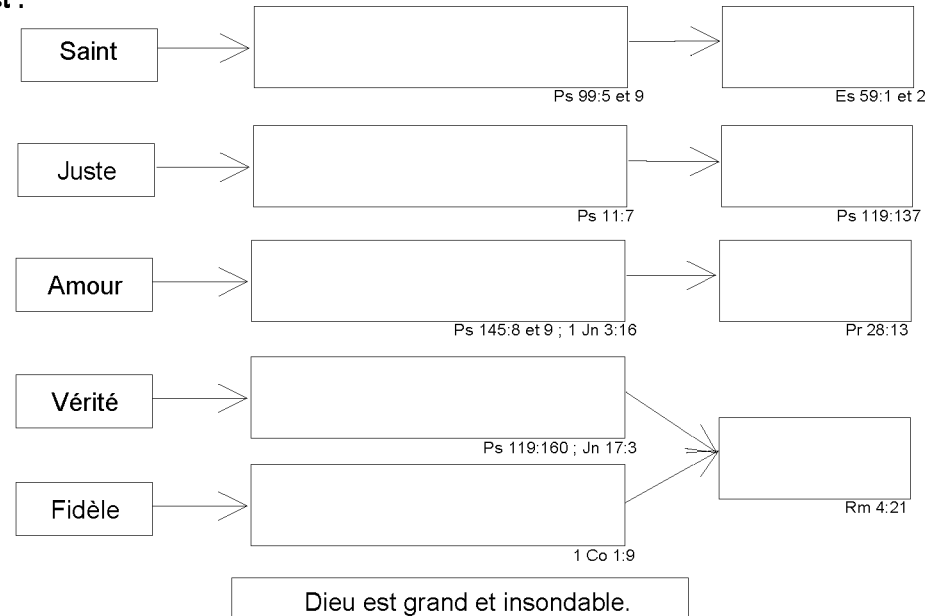 Saint
Ps 99:5 et 9
Es 59:1 et 2
Juste
Ps 11:7
Ps 119:137
Amour
Ps 145:8 et 9 ; 1 Jn 3:16
Pr 28:13
Vérité
Ps 119:160 ; Jn 17:3
Fidèle
1 Co 1:9
Rm 4:21
Dieu est grand et insondable.